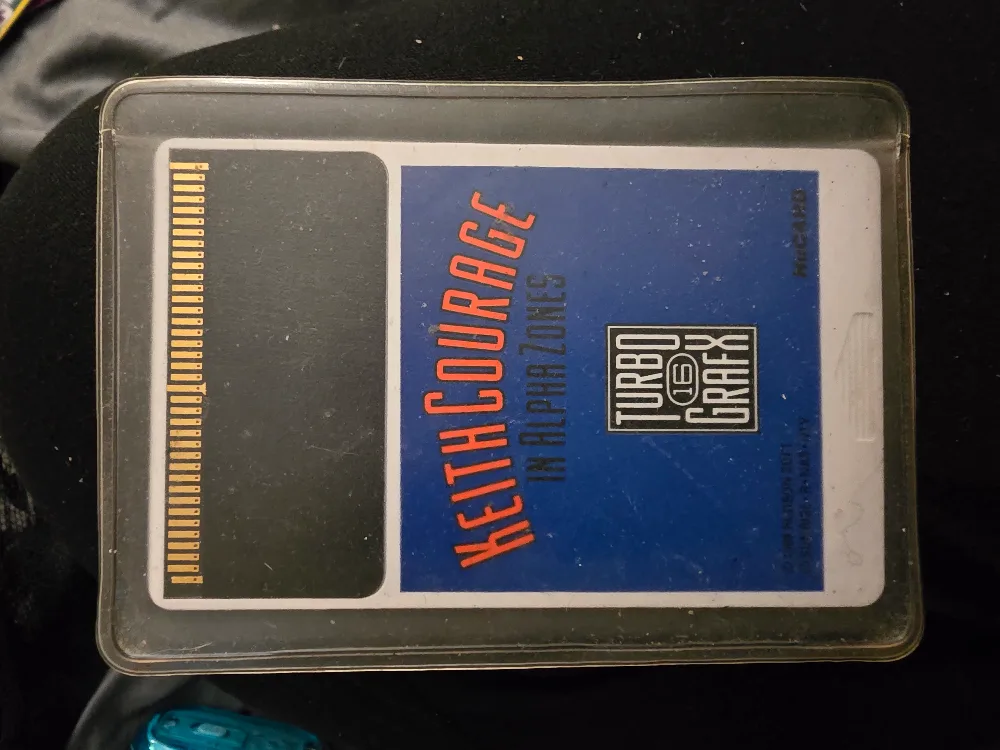 KEITH COURAGE
IN ALPHA ZONES
TURBO
16
GRAFX
HuCARD